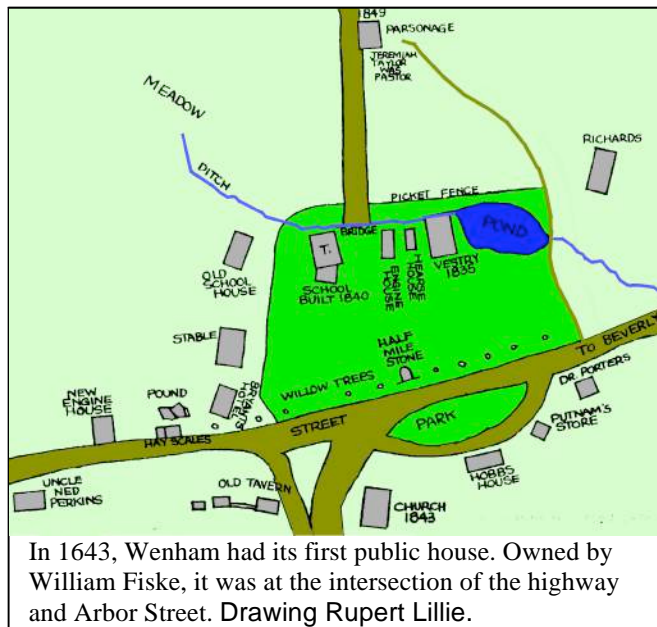 1849
PARSONAGE
JEREMIAH
TAYLOR
WAS
PASTOR
MEADOW
DITCH
RICHARDS
PICKET FENCE
BRIDGE
POND
T.
OLD
SCHOOL
HOUSE
SCHOOL
BUILT 1840
ENGINE
HOUSE
HEARSE
HOUSE
VESTRY
1835
STABLE
HALF
MILE
STONE
TO BEVERLY
WILLOW TREES
BRYANT'S
HOTEL
DR. PORTERS
NEW
ENGINE
HOUSE
POUND
HAY SCALES
STREET
PARK
PUTNAM'S
STORE
HOBBS
HOUSE
UNCLE
NED
PERKINS
OLD TAVERN
CHURCH
1843
In 1643, Wenham had its first public house. Owned by
William Fiske, it was at the intersection of the highway
and Arbor Street. Drawing Rupert Lillie.